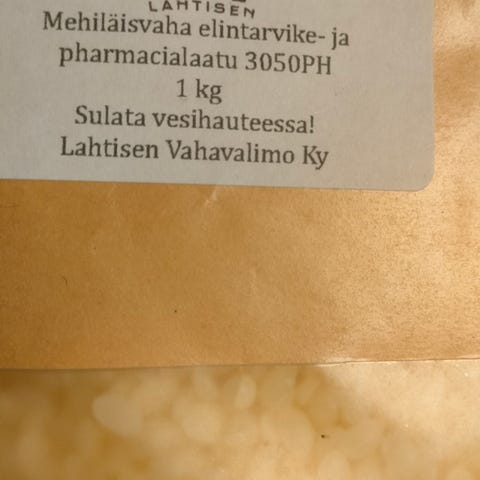 LAHTISEN
Mehiläisvaha elintarvike- ja
pharmacialaatu 3050PH
1 kg
Sulata vesihauteessa!
Lahtisen Vahavalimo Ky